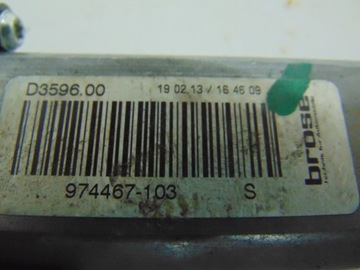 D3596.00 19 02.13 / 16 46 09
974467-103 S
brose